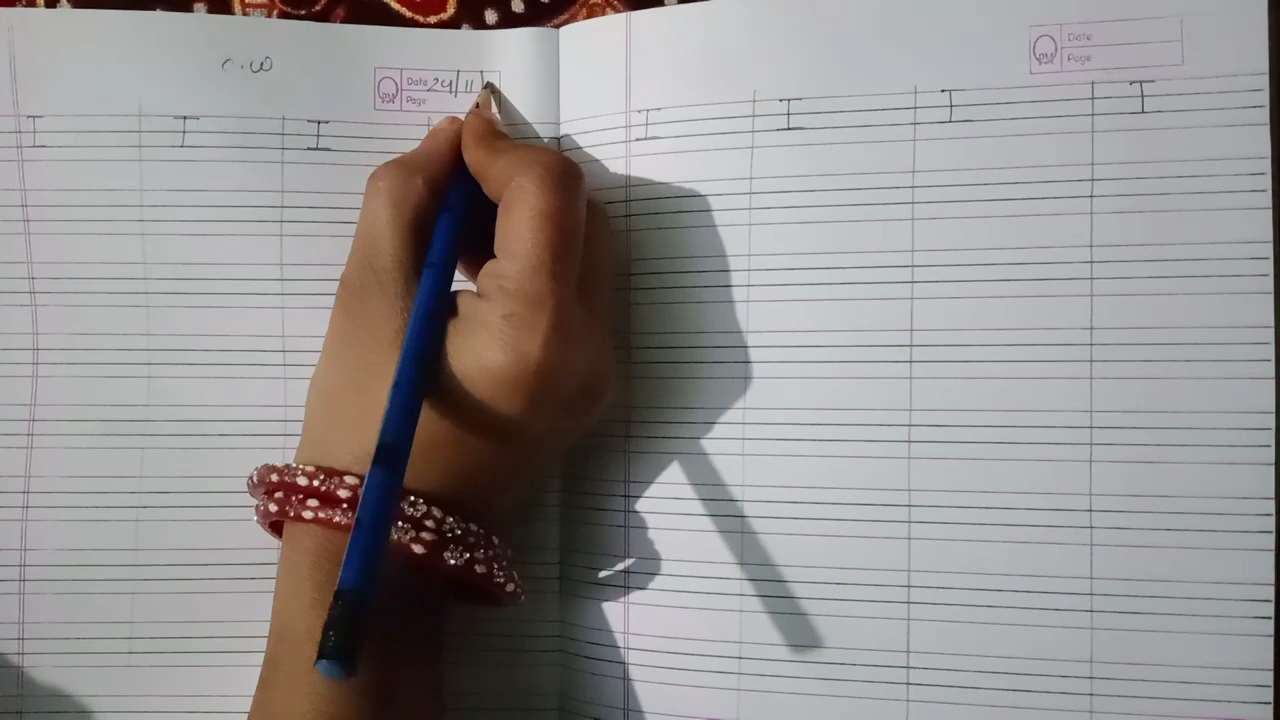 C.W
Date 24/11/
Page
I I I
Date
Page
I I I I